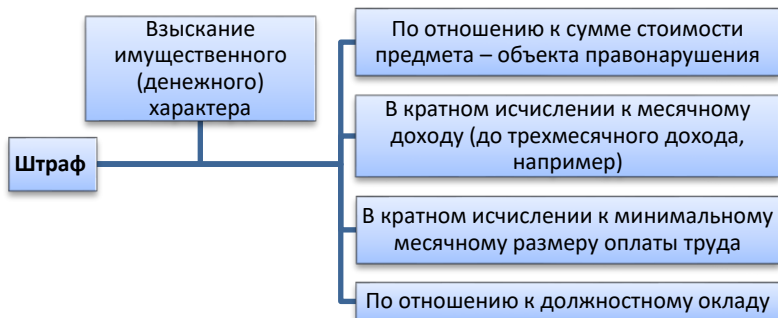 Взыскание
имущественного
(денежного)
характера
Штраф
По отношению к сумме стоимости
предмета – объекта правонарушения
В кратном исчислении к месячному
доходу (до трехмесячного дохода,
например)
В кратном исчислении к минимальному
месячному размеру оплаты труда
По отношению к должностному окладу